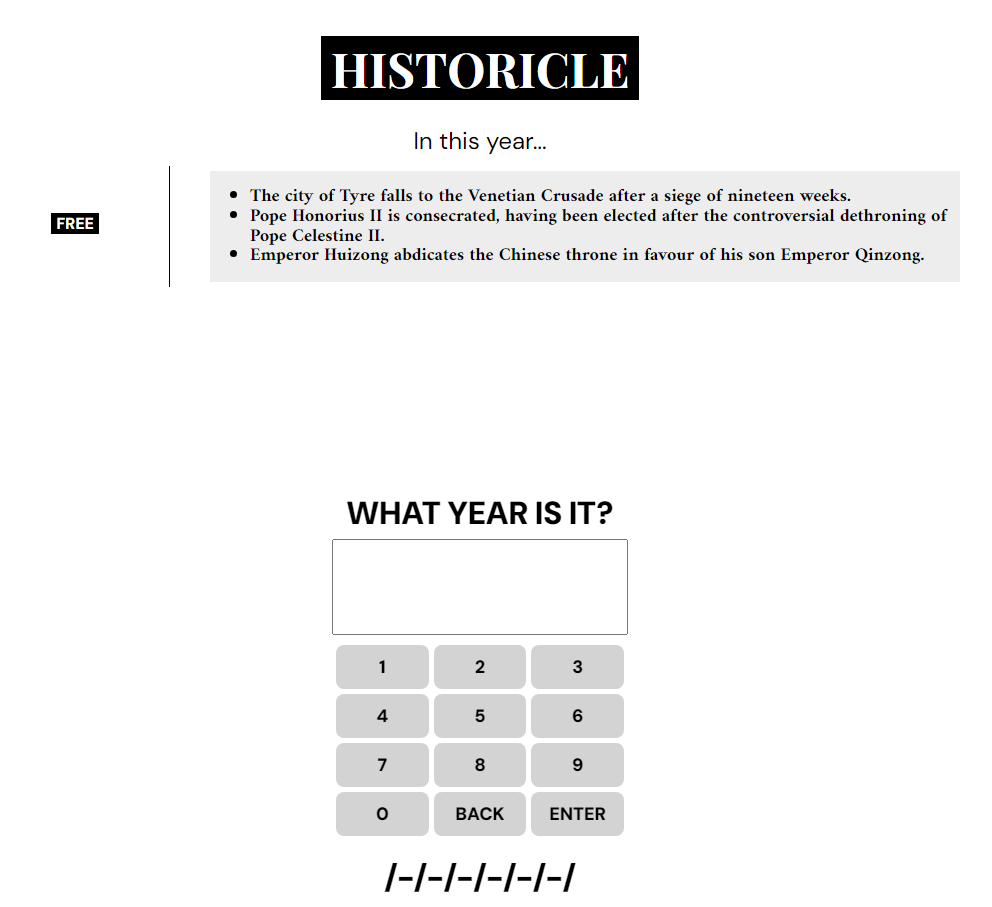 HISTORICLE
In this year...
FREE
• The city of Tyre falls to the Venetian Crusade after a siege of nineteen weeks.
• Pope Honorius II is consecrated, having been elected after the controversial dethroning of
Pope Celestine II.
• Emperor Huizong abdicates the Chinese throne in favour of his son Emperor Qinzong.
WHAT YEAR IS IT?
1 2 3
4 5 6
7 8 9
0 BACK ENTER
/-/-/-/-/-/-/